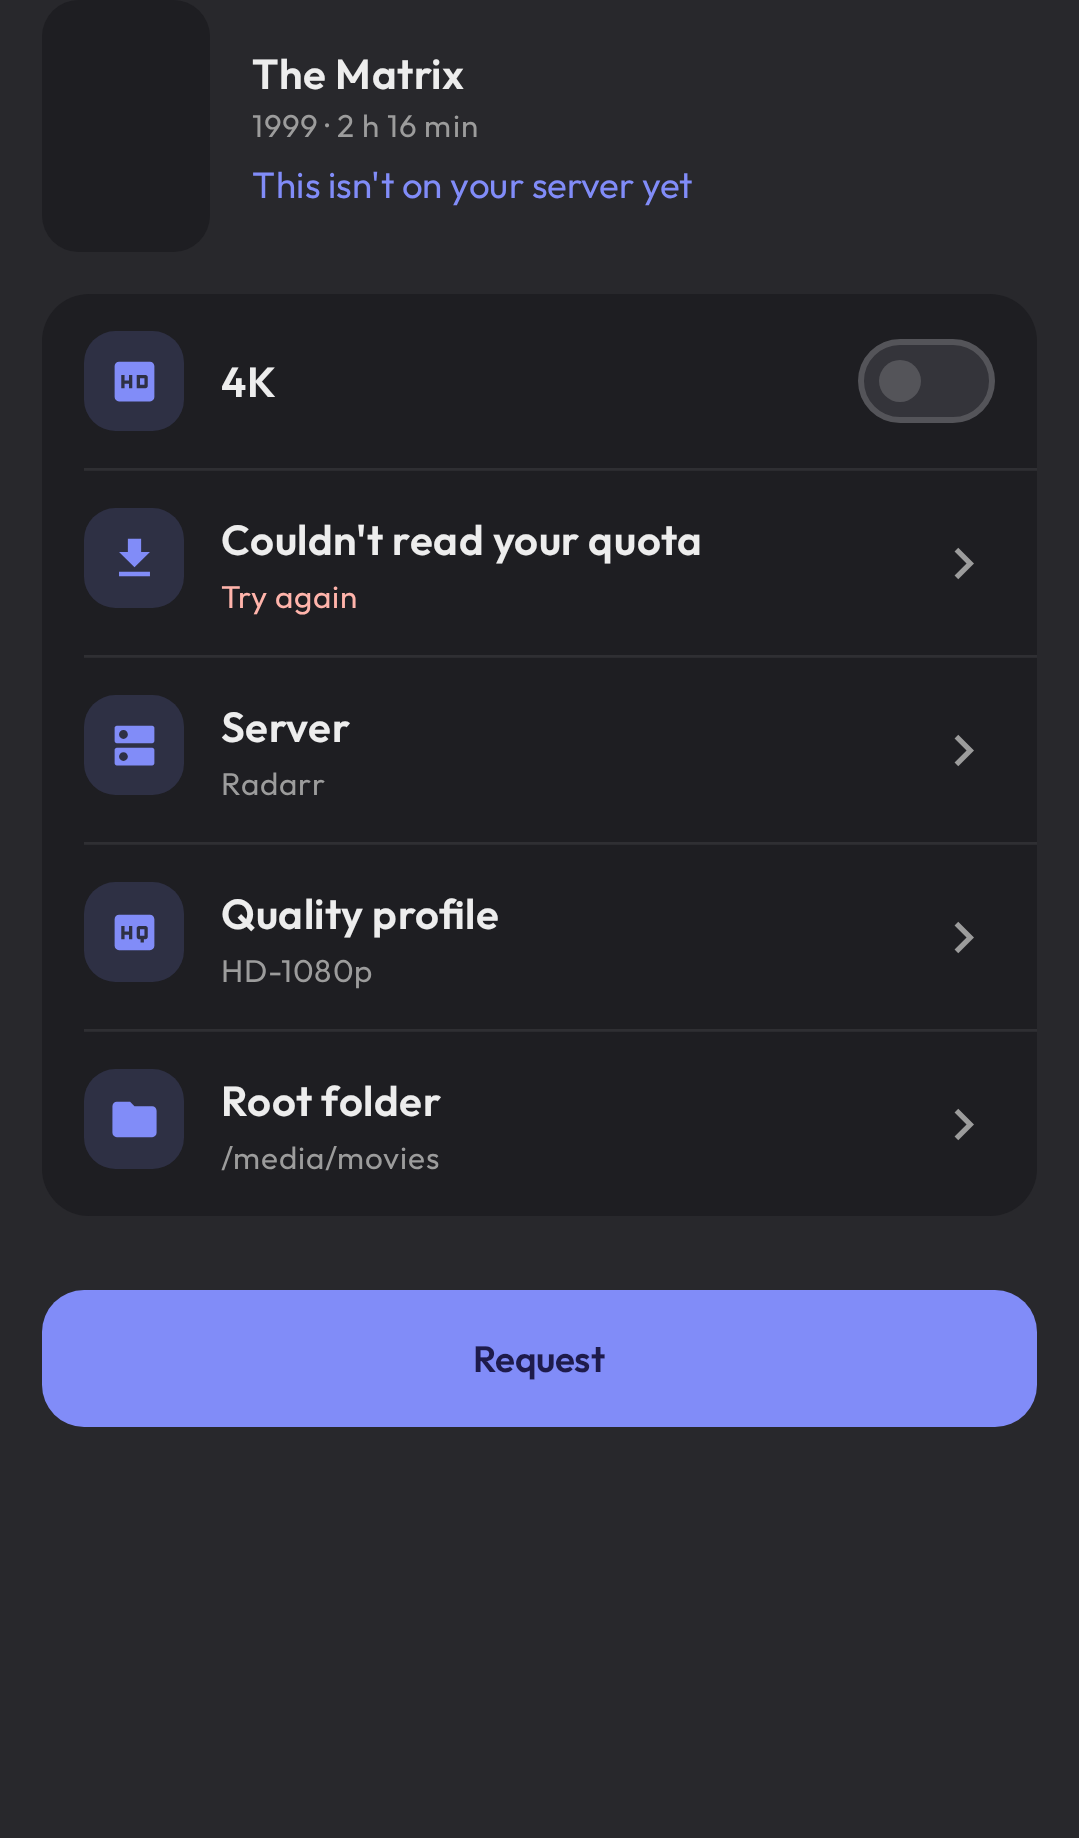 The Matrix
1999 · 2 h 16 min
This isn't on your server yet
HD
4K
Couldn't read your quota
Try again
Server
Radarr
HQ
Quality profile
HD-1080p
Root folder
/media/movies
Request